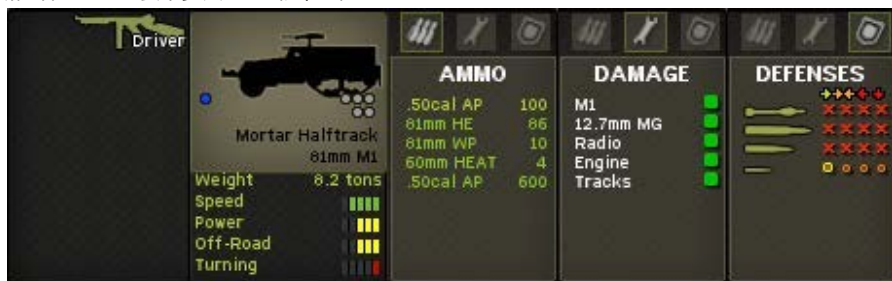 Driver
Mortar Halftrack
81mm M1
Weight 8.2 tons
Speed
Power
Off-Road
Turning
AMMO
.50cal AP 100
81mm HE 86
81mm WP 10
60mm HEAT 4
.50cal AP 600
DAMAGE
M1
12.7mm MG
Radio
Engine
Tracks
DEFENSES